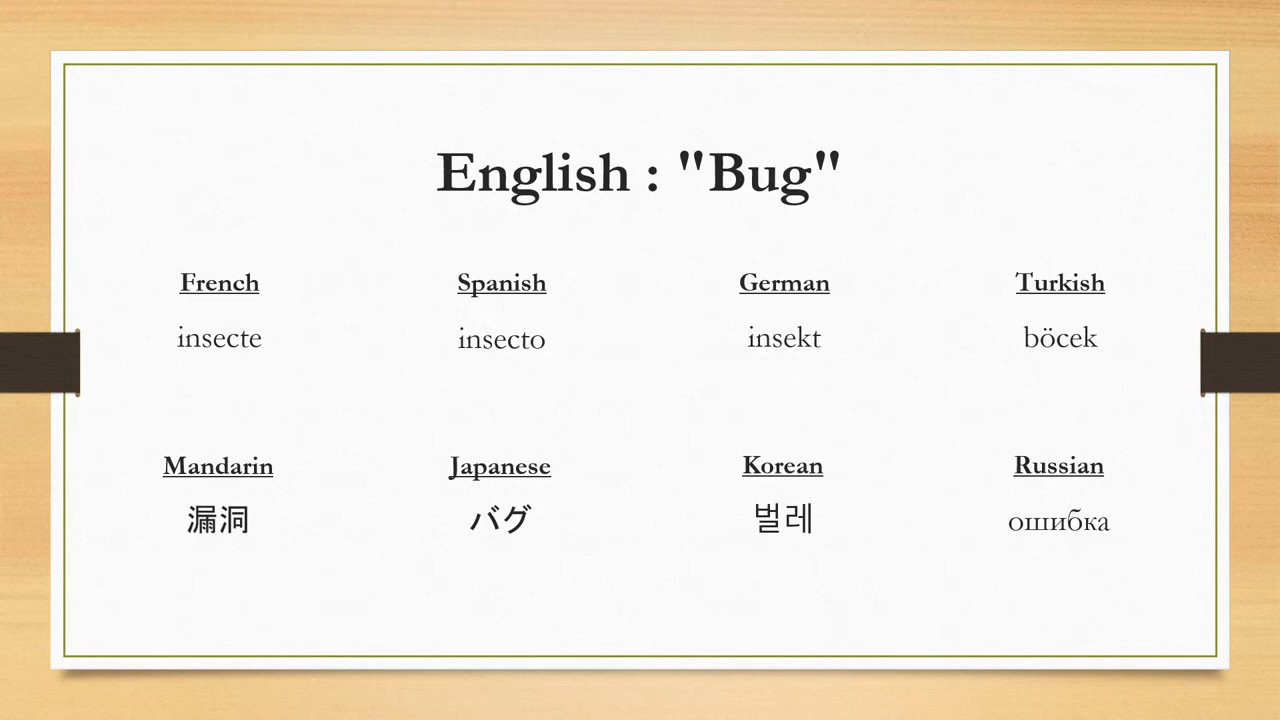 English : "Bug"
French
Spanish
German
Turkish
insecte
insecto
insekt
böcek
Mandarin
Japanese
Korean
Russian
漏洞
バグ
벌레
ошибка